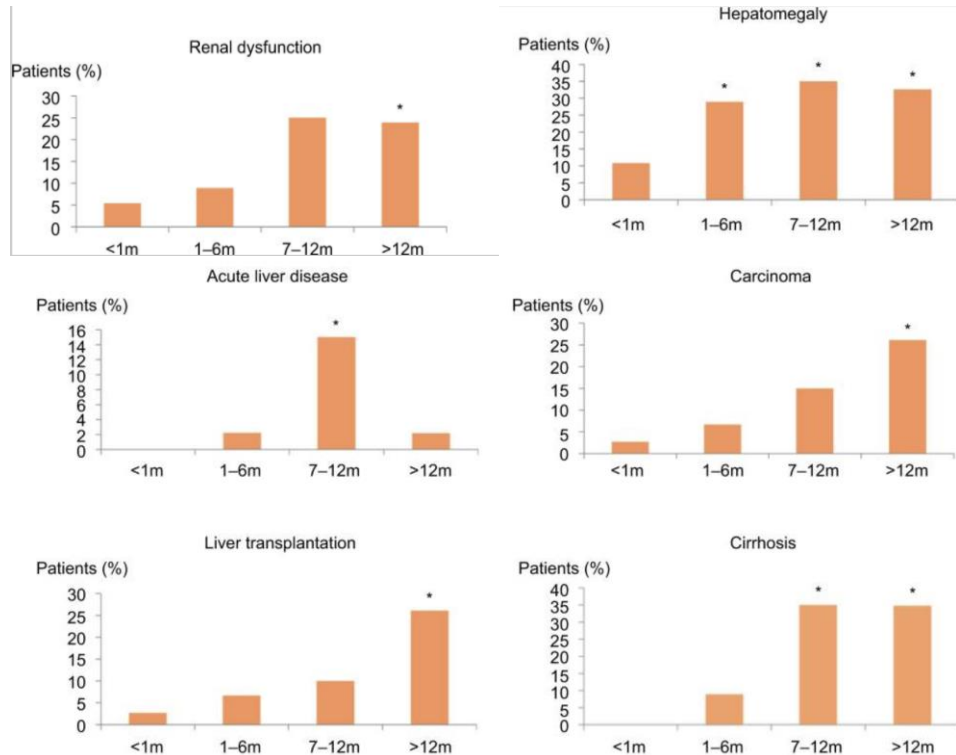 Renal dysfunction
Patients (%)
30
25
20
15
10
5
0
*
<1m 1–6m 7–12m >12m
Hepatomegaly
Patients (%)
40
35
30
25
20
15
10
5
0
* * *
<1m 1–6m 7–12m >12m
Acute liver disease
Patients (%)
16
14
12
10
8
6
4
2
0
*
<1m 1–6m 7–12m >12m
Carcinoma
Patients (%)
30
25
20
15
10
5
0
*
<1m 1–6m 7–12m >12m
Liver transplantation
Patients (%)
30
25
20
15
10
5
0
*
<1m 1–6m 7–12m >12m
Cirrhosis
Patients (%)
40
35
30
25
20
15
10
5
0
* *
<1m 1–6m 7–12m >12m